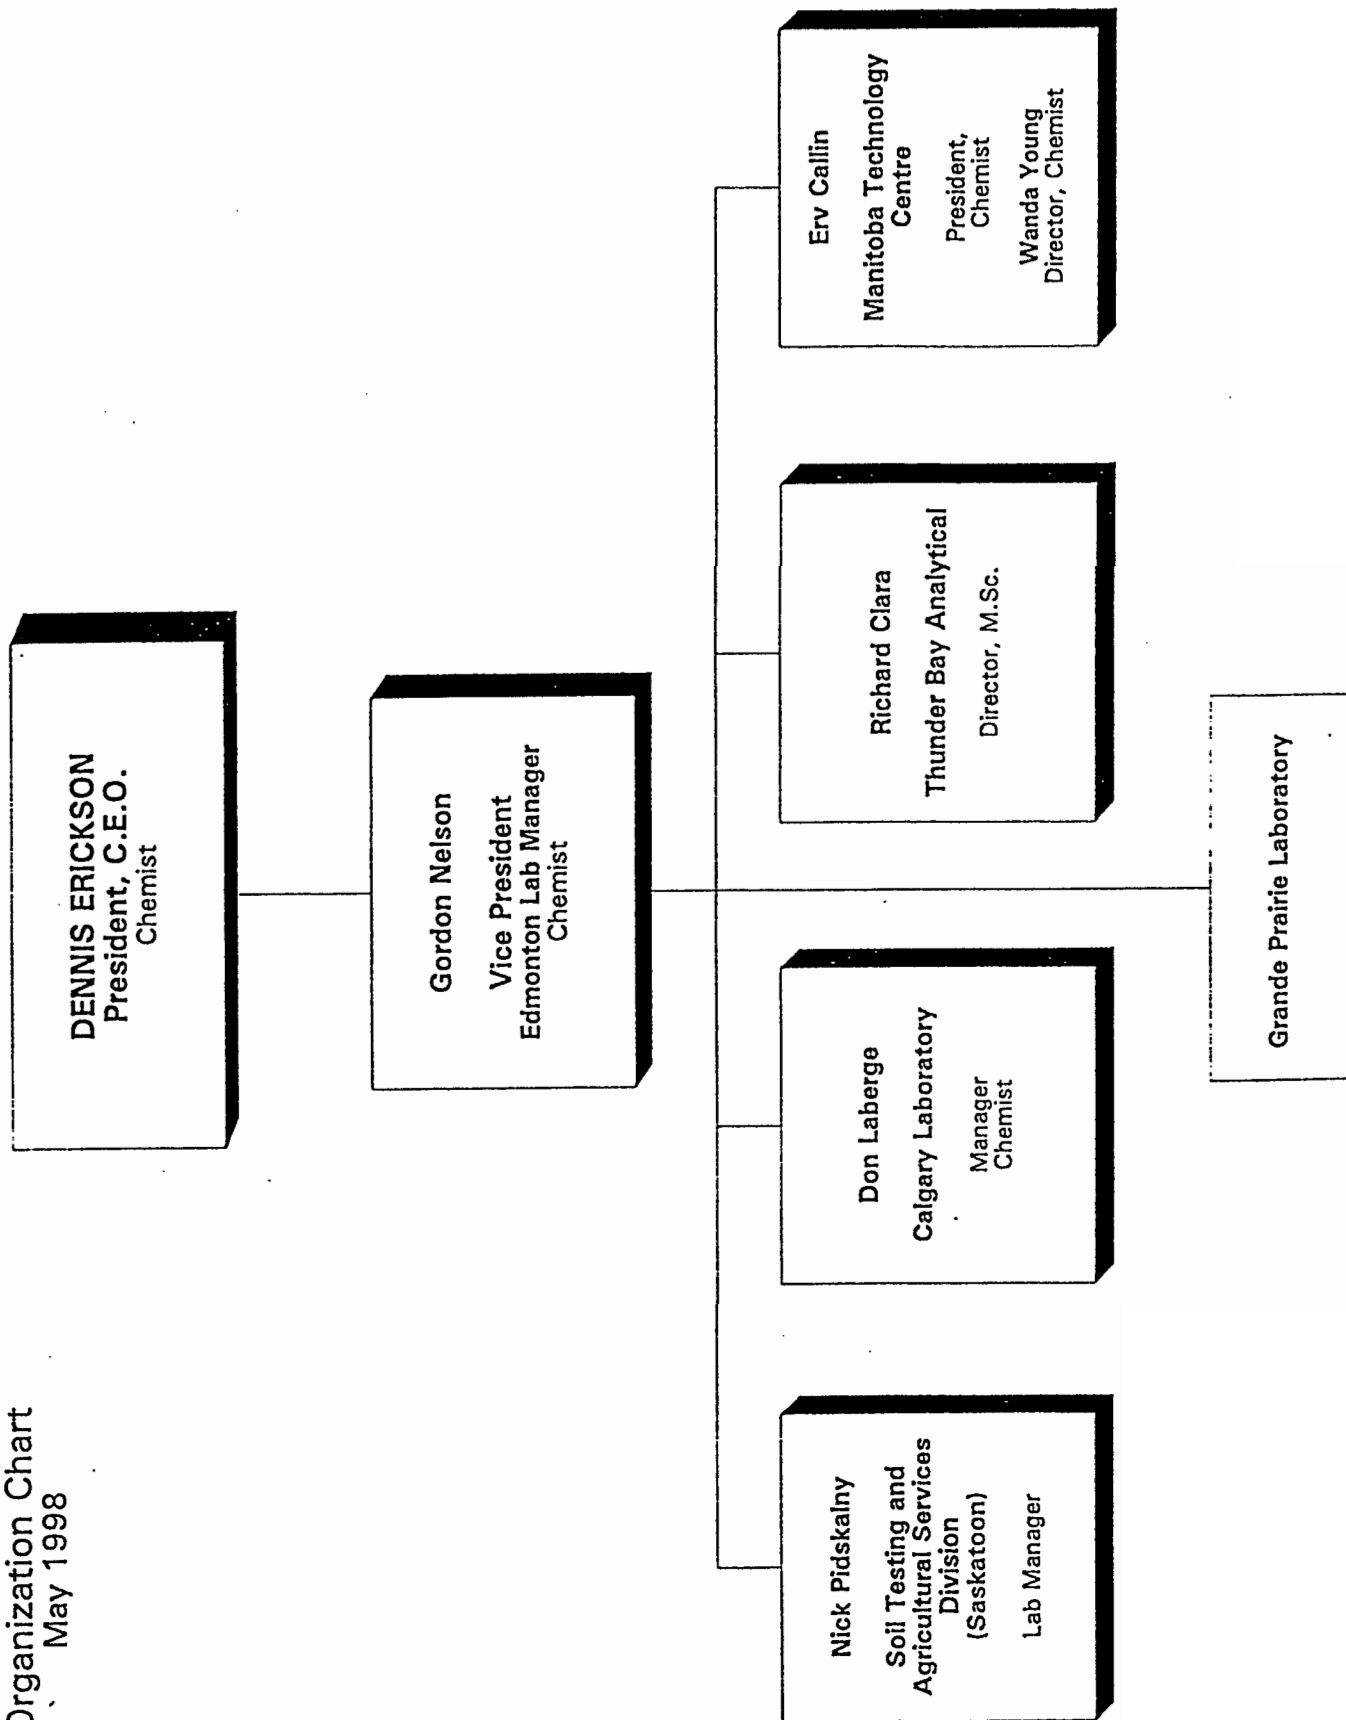 Organization Chart
May 1998
DENNIS ERICKSON
President, C.E.O.
Chemist
Gordon Nelson
Vice President
Edmonton Lab Manager
Chemist
Nick Pidskalny
Soil Testing and
Agricultural Services
Division
(Saskatoon)
Lab Manager
Don Laberge
Calgary Laboratory
Manager
Chemist
Richard Clara
Thunder Bay Analytical
Director, M.Sc.
Erv Callin
Manitoba Technology
Centre
President,
Chemist
Wanda Young
Director, Chemist
Grande Prairie Laboratory